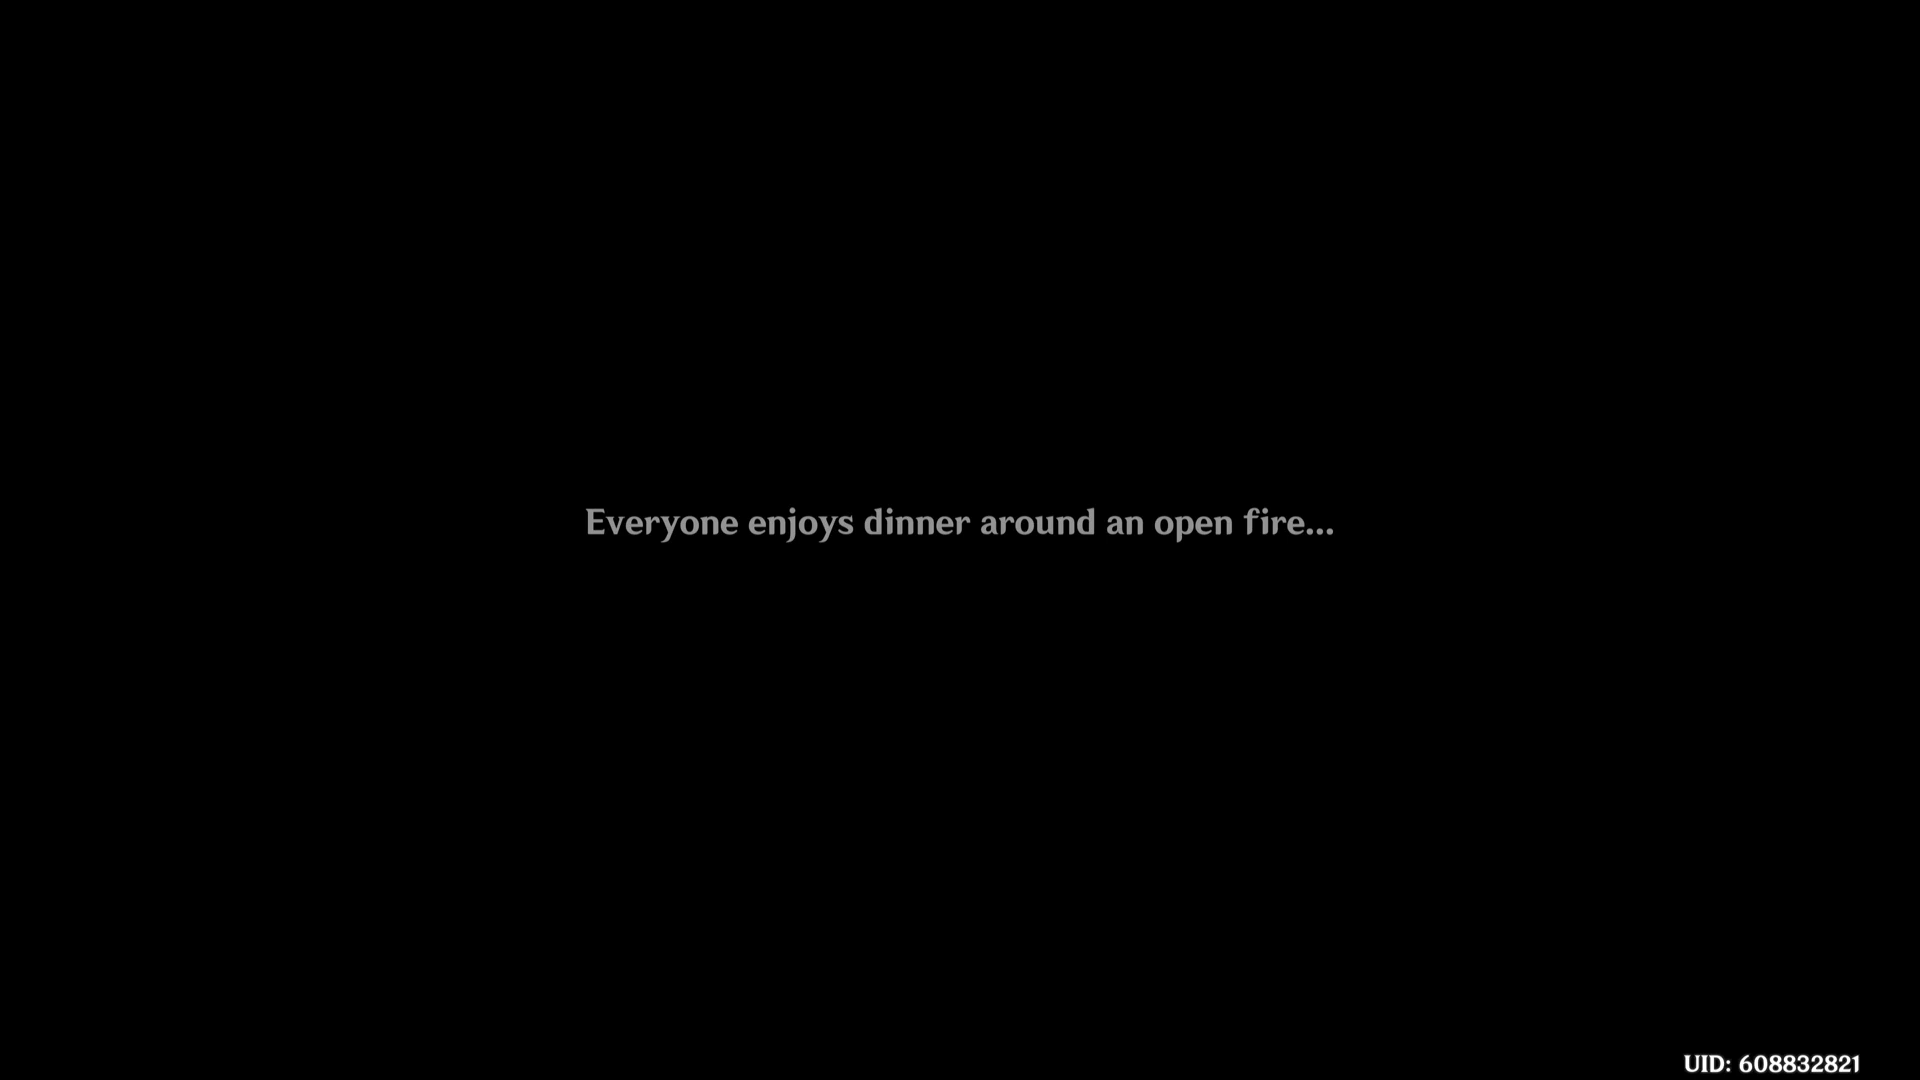 Everyone enjoys dinner around an open fire...
UID: 608832821